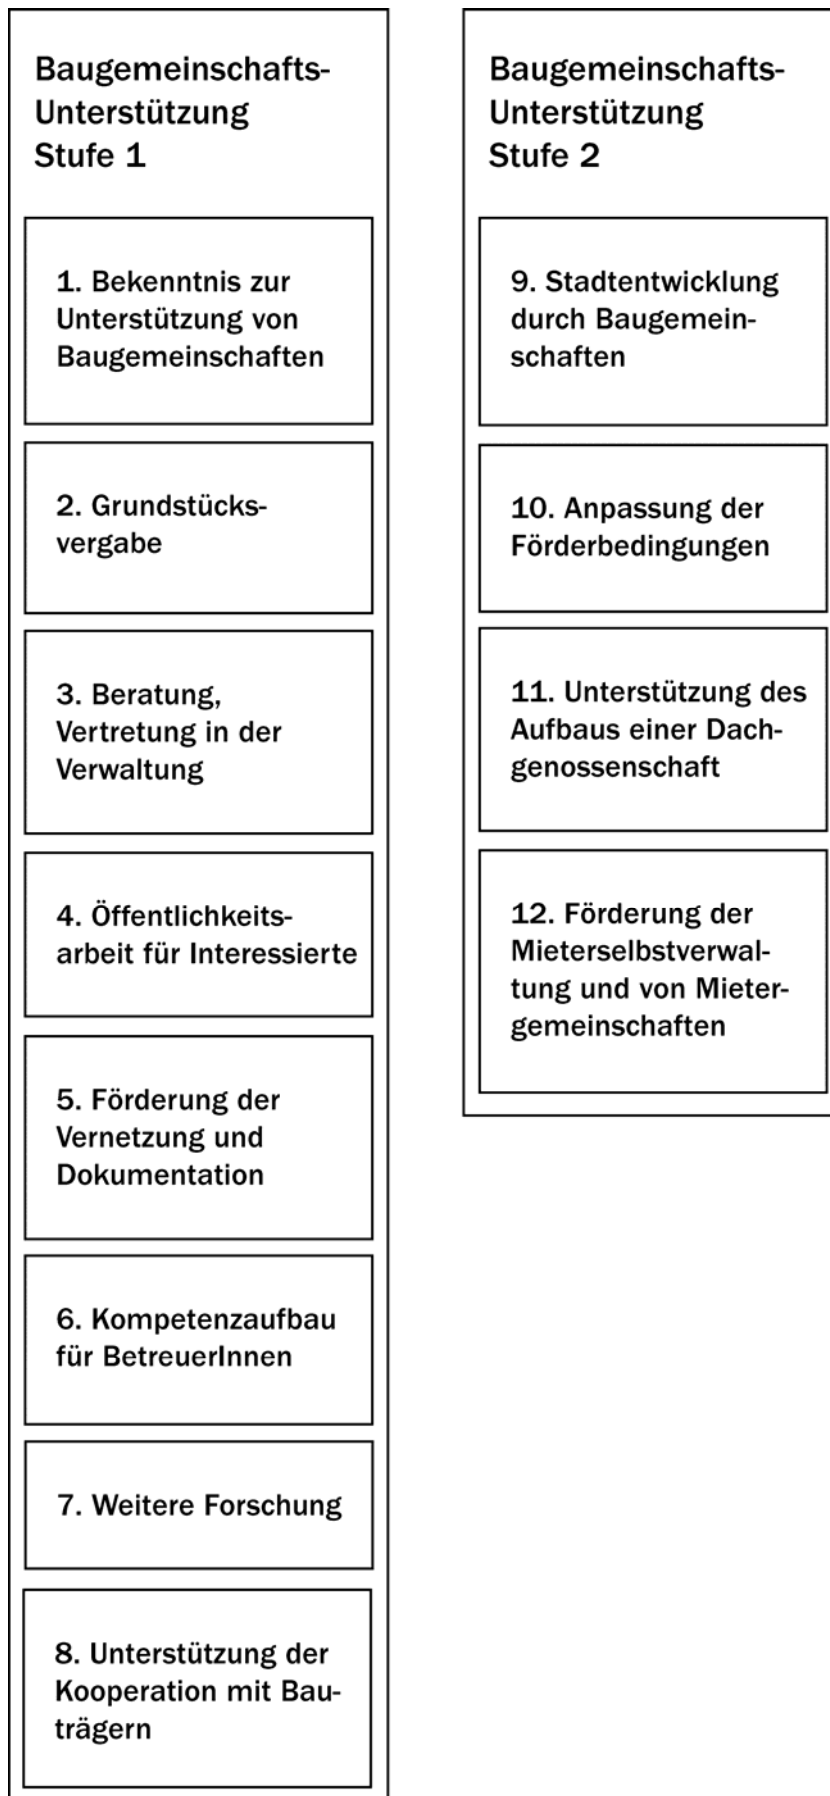 Baugemeinschafts-
Unterstützung
Stufe 1
1. Bekenntnis zur
Unterstützung von
Baugemeinschaften
2. Grundstücks-
vergabe
3. Beratung,
Vertretung in der
Verwaltung
4. Öffentlichkeits-
arbeit für Interessierte
5. Förderung der
Vernetzung und
Dokumentation
6. Kompetenzaufbau
für BetreuerInnen
7. Weitere Forschung
8. Unterstützung der
Kooperation mit Bau-
trägern
Baugemeinschafts-
Unterstützung
Stufe 2
9. Stadtentwicklung
durch Baugemein-
schaften
10. Anpassung der
Förderbedingungen
11. Unterstützung des
Aufbaus einer Dach-
genossenschaft
12. Förderung der
Mieterselbstverwal-
tung und von Mieter-
gemeinschaften